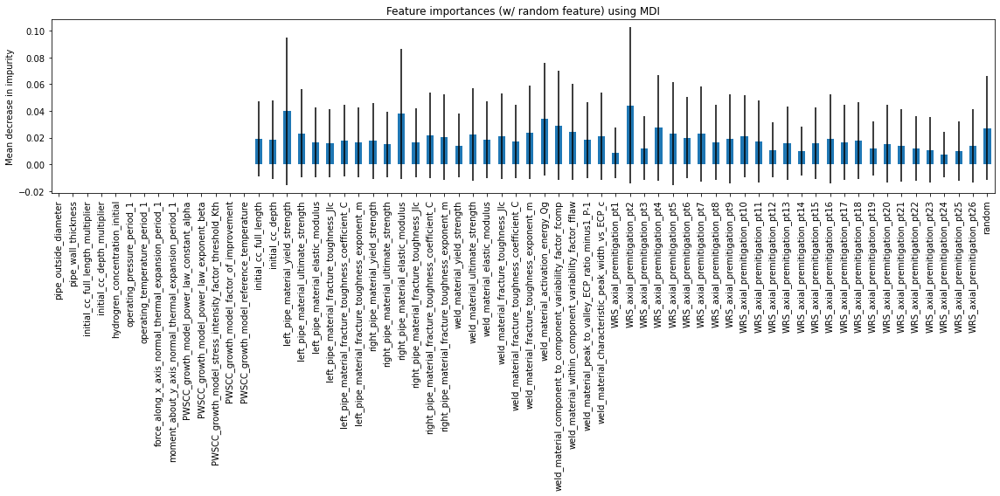 Feature importances (w/ random feature) using MDI
Mean decrease in impurity
0.10
0.08
0.06
0.04
0.02
0.00
−0.02
pipe_outside_diameter
pipe_wall_thickness
initial_cc_full_length_multiplier
initial_cc_depth_multiplier
hydrogren_concentration_initial
operating_pressure_period_1
operating_temperature_period_1
force_along_x_axis_normal_thermal_expansion_period_1
moment_about_y_axis_normal_thermal_expansion_period_1
PWSCC_growth_model_power_law_constant_alpha
PWSCC_growth_model_power_law_exponent_beta
PWSCC_growth_model_stress_intensity_factor_threshold_Kth
PWSCC_growth_model_factor_of_improvement
PWSCC_growth_model_reference_temperature
initial_cc_full_length
initial_cc_depth
left_pipe_material_yield_strength
left_pipe_material_ultimate_strength
left_pipe_material_elastic_modulus
left_pipe_material_fracture_toughness_JIc
left_pipe_material_fracture_toughness_coefficient_C
left_pipe_material_fracture_toughness_exponent_m
right_pipe_material_yield_strength
right_pipe_material_ultimate_strength
right_pipe_material_elastic_modulus
right_pipe_material_fracture_toughness_JIc
right_pipe_material_fracture_toughness_coefficient_C
right_pipe_material_fracture_toughness_exponent_m
weld_material_yield_strength
weld_material_ultimate_strength
weld_material_elastic_modulus
weld_material_fracture_toughness_JIc
weld_material_fracture_toughness_coefficient_C
weld_material_fracture_toughness_exponent_m
weld_material_activation_energy_Qg
weld_material_component_to_component_variability_factor_fcomp
weld_material_within_component_variability_factor_fflaw
weld_material_peak_to_valley_ECP_ratio_minus1_P-1
weld_material_characteristic_peak_width_vs_ECP_c
WRS_axial_premitigation_pt1
WRS_axial_premitigation_pt2
WRS_axial_premitigation_pt3
WRS_axial_premitigation_pt4
WRS_axial_premitigation_pt5
WRS_axial_premitigation_pt6
WRS_axial_premitigation_pt7
WRS_axial_premitigation_pt8
WRS_axial_premitigation_pt9
WRS_axial_premitigation_pt10
WRS_axial_premitigation_pt11
WRS_axial_premitigation_pt12
WRS_axial_premitigation_pt13
WRS_axial_premitigation_pt14
WRS_axial_premitigation_pt15
WRS_axial_premitigation_pt16
WRS_axial_premitigation_pt17
WRS_axial_premitigation_pt18
WRS_axial_premitigation_pt19
WRS_axial_premitigation_pt20
WRS_axial_premitigation_pt21
WRS_axial_premitigation_pt22
WRS_axial_premitigation_pt23
WRS_axial_premitigation_pt24
WRS_axial_premitigation_pt25
WRS_axial_premitigation_pt26
random